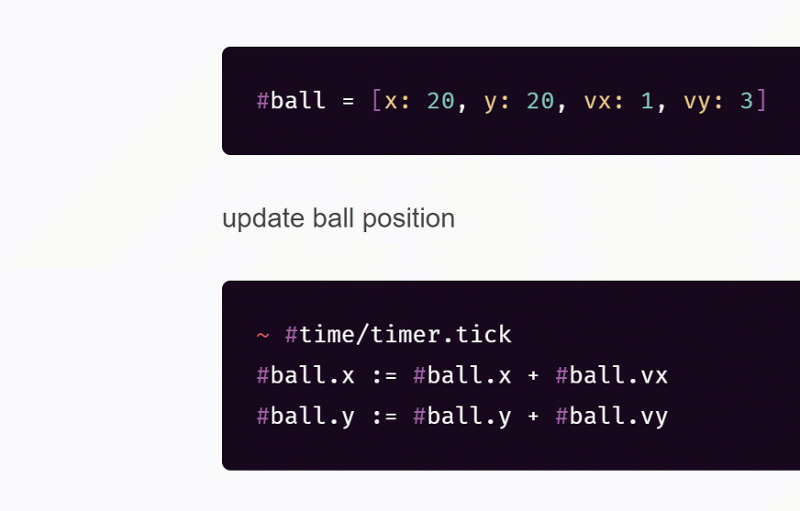 #ball = [x: 20, y: 20, vx: 1, vy: 3]
update ball position
~ #time/timer.tick
#ball.x := #ball.x + #ball.vx
#ball.y := #ball.y + #ball.vy